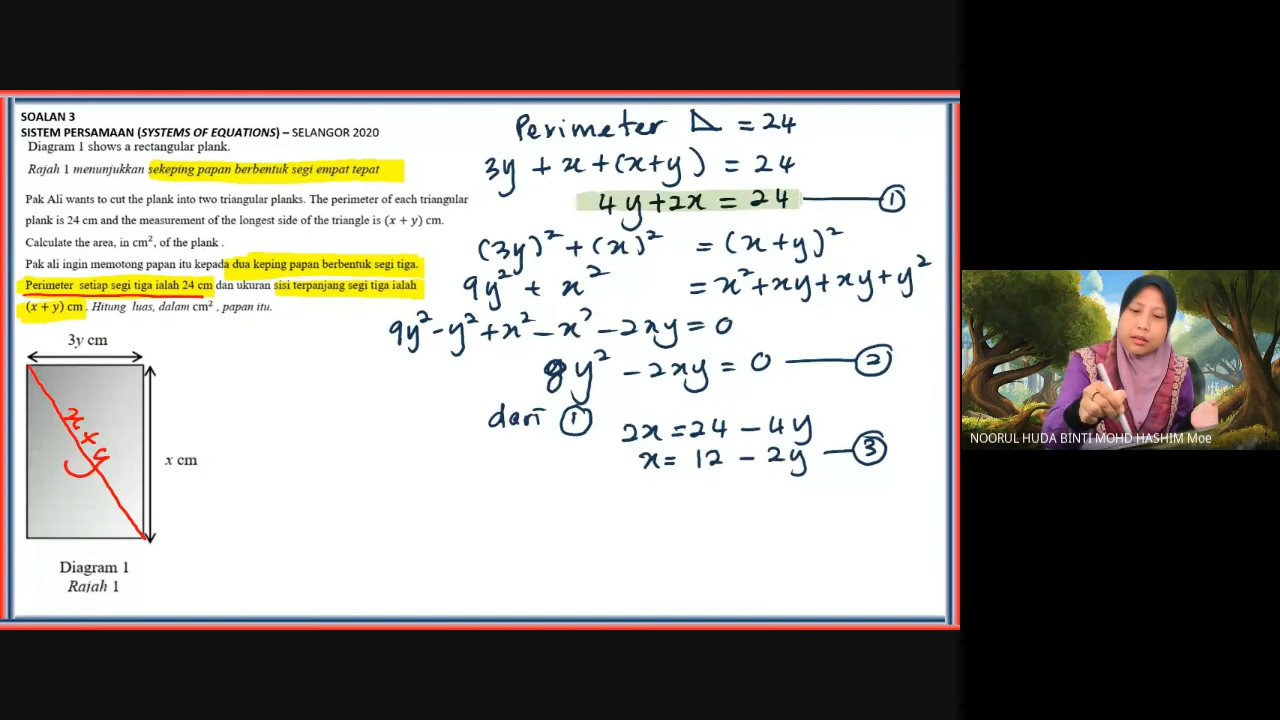 SOALAN 3
SISTEM PERSAMAAN (SYSTEMS OF EQUATIONS) – SELANGOR 2020
Diagram 1 shows a rectangular plank.
Rajah 1 menunjukkan sekeping papan berbentuk segi empat tepat
Pak Ali wants to cut the plank into two triangular planks. The perimeter of each triangular
plank is 24 cm and the measurement of the longest side of the triangle is (x + y) cm.
Calculate the area, in cm², of the plank .
Pak ali ingin memotong papan itu kepada dua keping papan berbentuk segi tiga.
Perimeter setiap segi tiga ialah 24 cm dan ukuran sisi terpanjang segi tiga ialah
(x + y) cm . Hitung luas, dalam cm² , papan itu.
3y cm
x + y
x cm
Diagram 1
Rajah 1
Perimeter △ = 24
3y + x + (x+y) = 24
4y+2x = 24 ①
(3y)² + (x)² = (x+y)²
9y² + x² = x²+xy+xy+y²
9y²-y²+x²-x²-2xy=0
8y² -2xy = 0 ②
dari ① 2x = 24 - 4y
x = 12 - 2y ③
NOORUL HUDA BINTI MOHD HASHIM Moe